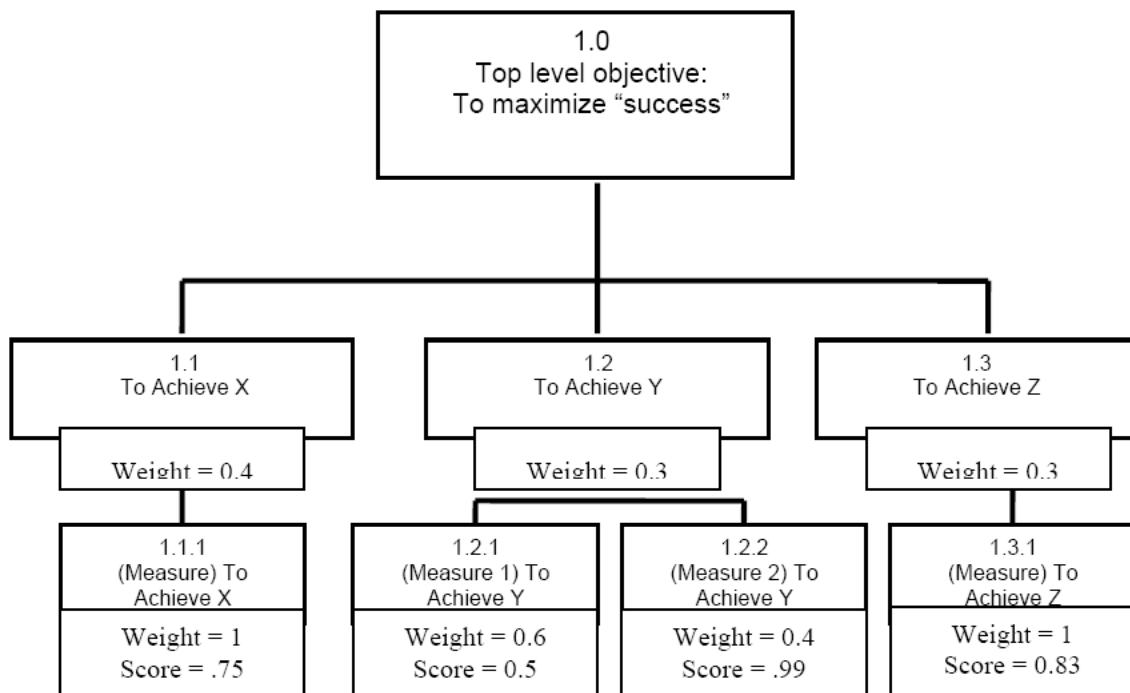 1.0
Top level objective:
To maximize “success”
1.1
To Achieve X
Weight = 0.4
1.2
To Achieve Y
Weight = 0.3
1.3
To Achieve Z
Weight = 0.3
1.1.1
(Measure) To
Achieve X
Weight = 1
Score = .75
1.2.1
(Measure 1) To
Achieve Y
Weight = 0.6
Score = 0.5
1.2.2
(Measure 2) To
Achieve Y
Weight = 0.4
Score = .99
1.3.1
(Measure) To
Achieve Z
Weight = 1
Score = 0.83